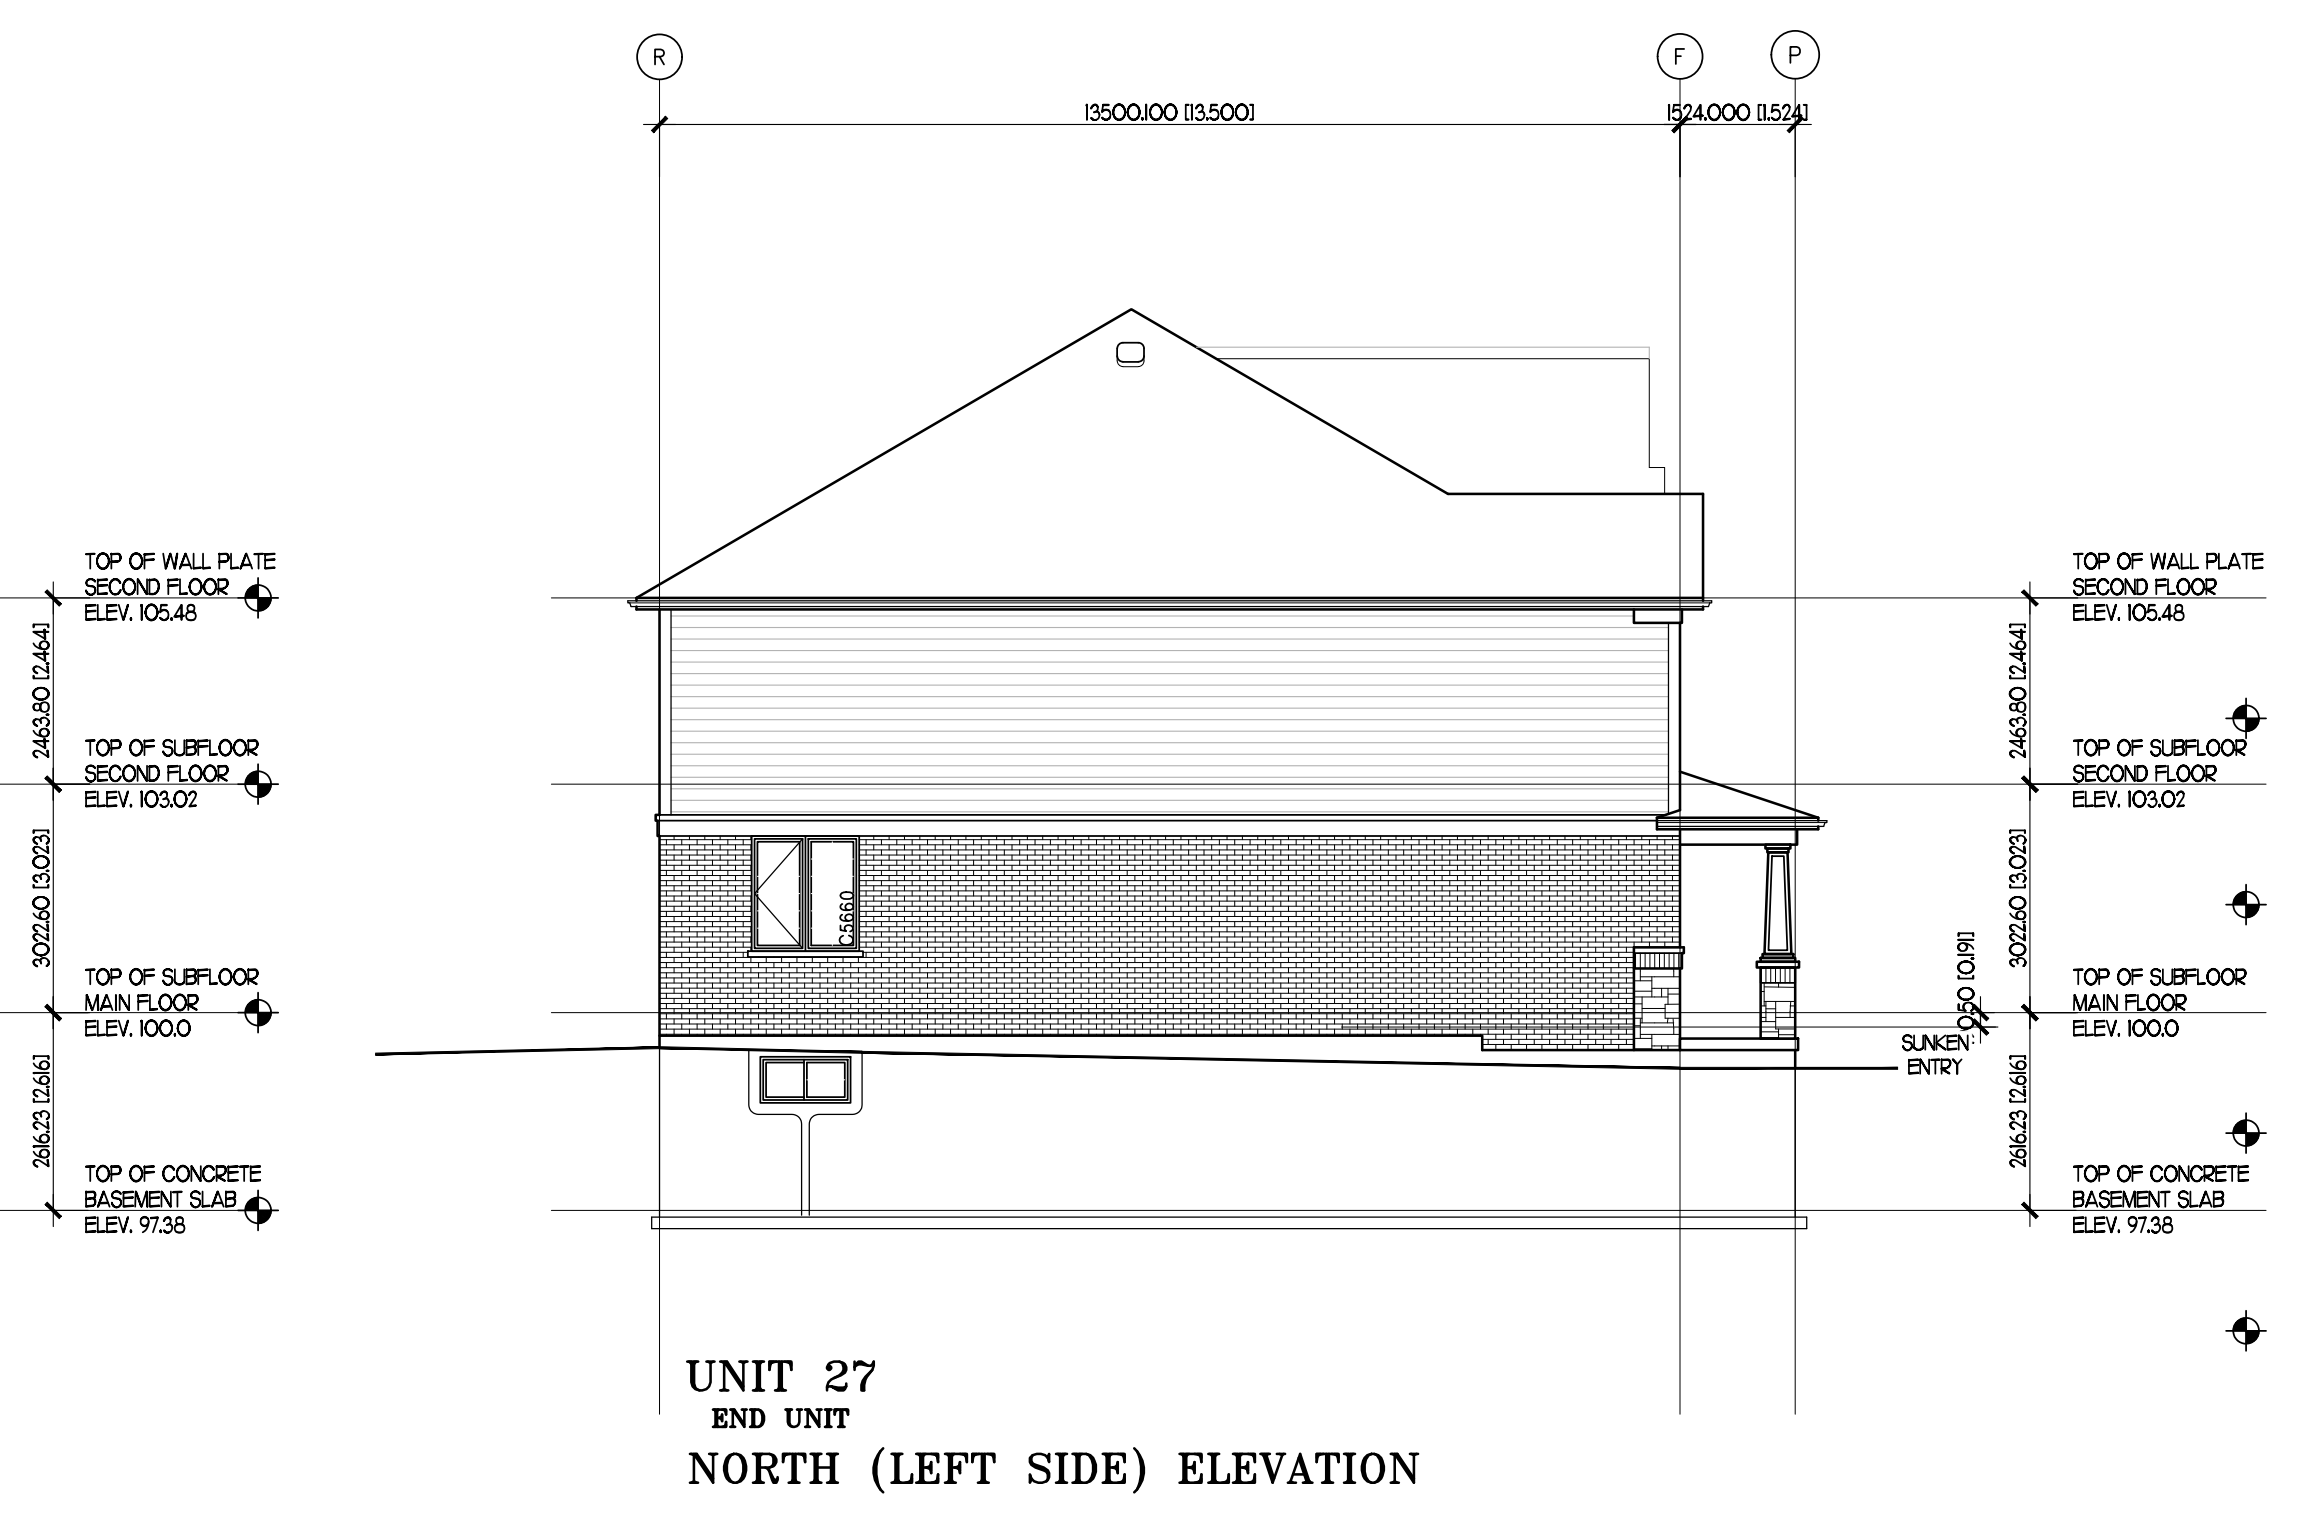 R
F
P
13500.100 [13.500]
1524.000 [1.524]
TOP OF WALL PLATE
SECOND FLOOR
ELEV. 105.48
2463.80 [2.464]
TOP OF SUBFLOOR
SECOND FLOOR
ELEV. 103.02
3022.60 [3.023]
TOP OF SUBFLOOR
MAIN FLOOR
ELEV. 100.0
2616.23 [2.616]
TOP OF CONCRETE
BASEMENT SLAB
ELEV. 97.38
C5660
TOP OF WALL PLATE
SECOND FLOOR
ELEV. 105.48
2463.80 [2.464]
TOP OF SUBFLOOR
SECOND FLOOR
ELEV. 103.02
3022.60 [3.023]
[0.191]
SUNKEN
ENTRY
TOP OF SUBFLOOR
MAIN FLOOR
ELEV. 100.0
2616.23 [2.616]
TOP OF CONCRETE
BASEMENT SLAB
ELEV. 97.38
UNIT 27
END UNIT
NORTH (LEFT SIDE) ELEVATION